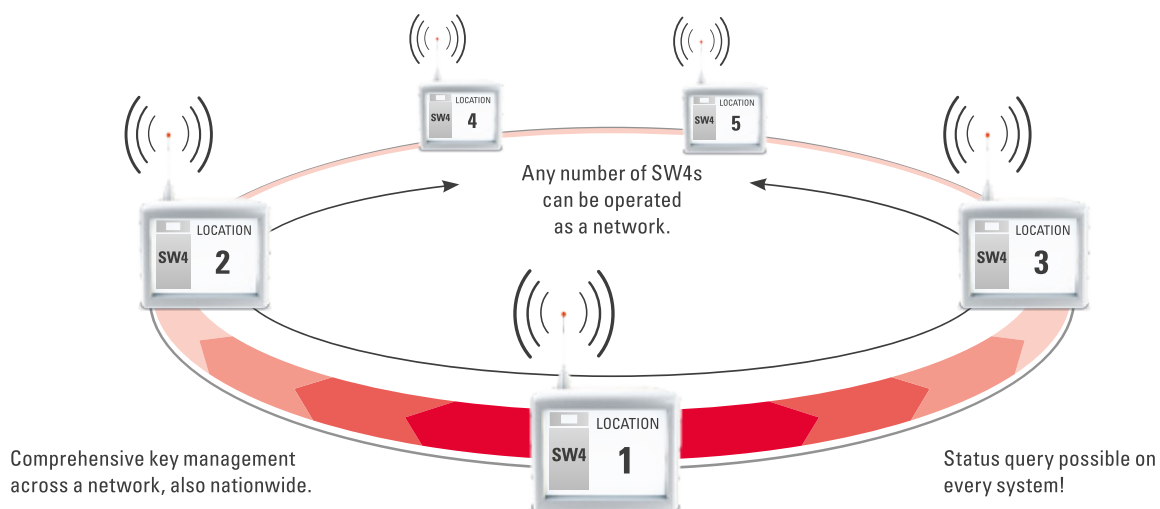 LOCATION
SW4
4
LOCATION
SW4
5
Any number of SW4s
can be operated
as a network.
LOCATION
SW4
2
LOCATION
SW4
3
LOCATION
SW4
1
Comprehensive key management
across a network, also nationwide.
Status query possible on
every system!